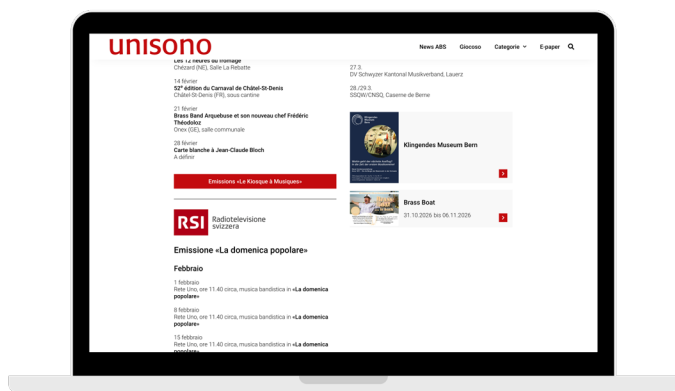 unisono
News ABS
Giocoso
Categorie
E-paper
Les 12 heures du fromage
Chézard (NE), Salle La Rebatte
14 février
52e édition du Carnaval de Châtel-St-Denis
Châtel-St-Denis (FR), sous cantine
21 février
Brass Band Arquebuse et son nouveau chef Frédéric
Théodoloz
Onex (GE), salle communale
28 février
Carte blanche à Jean-Claude Bloch
A définir
Emissions «Le Kiosque à Musiques»
RSI Radiotelevisione
svizzera
Emissione «La domenica popolare»
Febbraio
1 febbraio
Rete Uno, ore 11.40 circa, musica bandistica in «La domenica
popolare»
8 febbraio
Rete Uno, ore 11.40 circa, musica bandistica in «La domenica
popolare»
15 febbraio
Rete Uno, ore 11.40 circa, musica bandistica in «La domenica
popolare»
27.3.
DV Schwyzer Kantonal Musikverband, Lauerz
28./29.3.
SSQW/CNSQ, Caserne de Berne
Klingendes
Museum
Bern
Klingendes Museum Bern
Brass Boat
31.10.2026 bis 06.11.2026